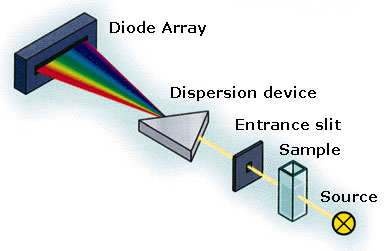 Diode Array
Dispersion device
Entrance slit
Sample
Source